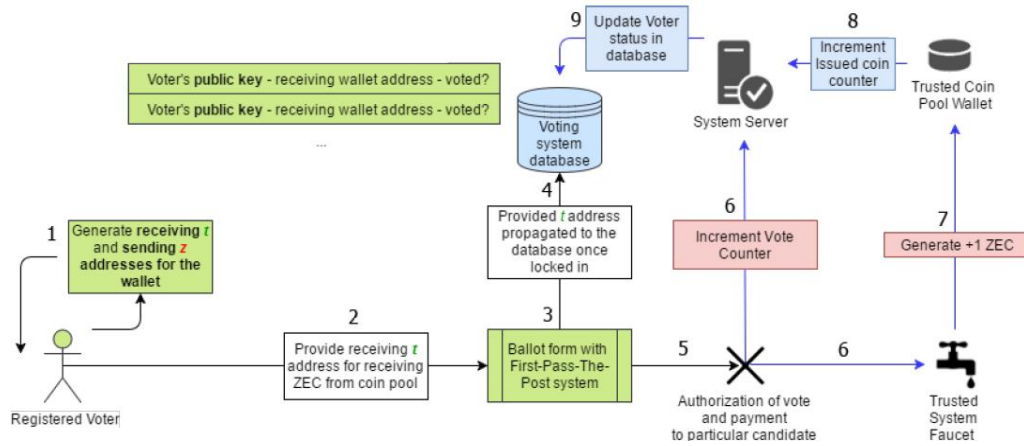 9
Update Voter
status in
database
8
Increment
Issued coin
counter
Trusted Coin
Pool Wallet
System Server
Voter's public key - receiving wallet address - voted?
Voter's public key - receiving wallet address - voted?
...
Voting
system
database
4
Provided t address
propagated to the
database once
locked in
6
Increment Vote
Counter
7
Generate +1 ZEC
1
Generate receiving t
and sending z
addresses for the
wallet
Registered Voter
2
Provide receiving t
address for receiving
ZEC from coin pool
3
Ballot form with
First-Pass-The-
Post system
5
Authorization of vote
and payment
to particular candidate
6
Trusted
System
Faucet